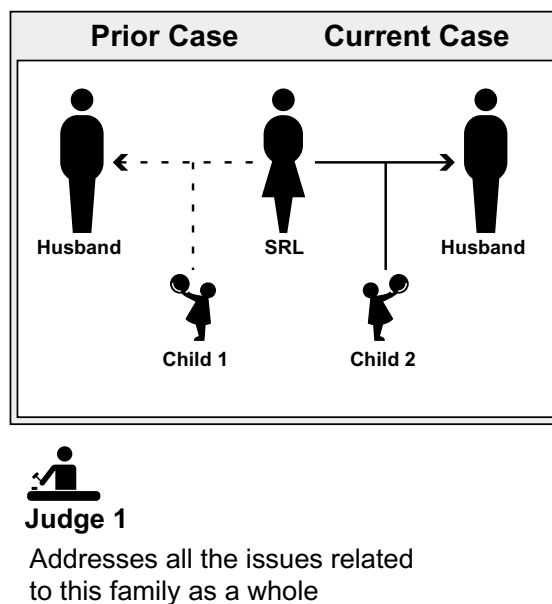 Prior Case Current Case
Husband SRL Husband
Child 1 Child 2
Judge 1
Addresses all the issues related
to this family as a whole